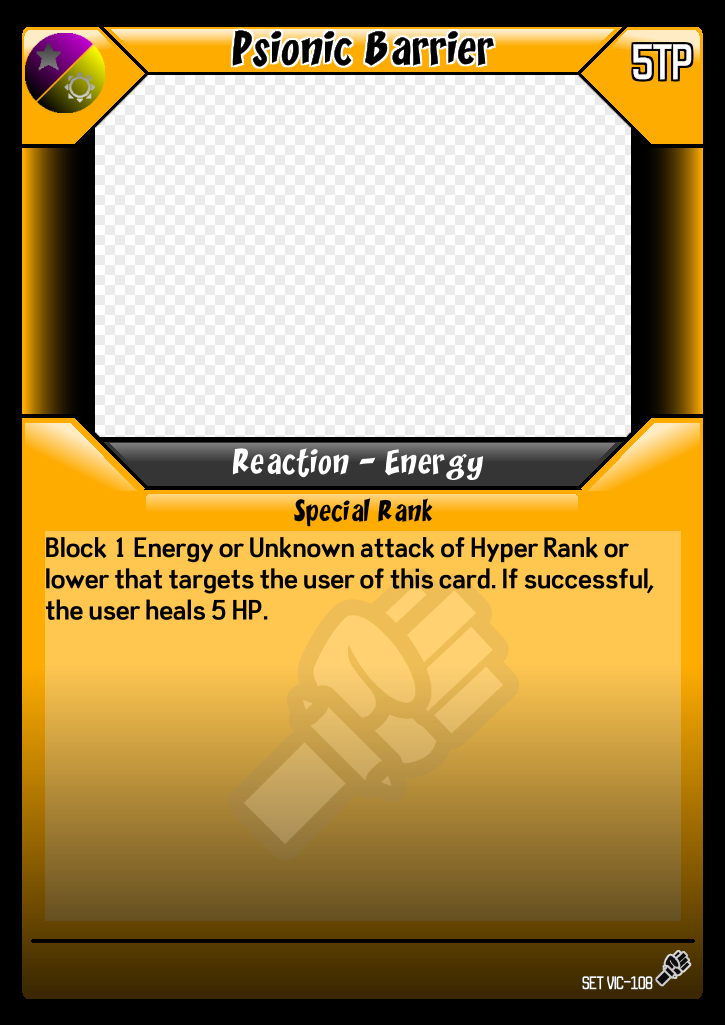 Psionic Barrier
5TP
Reaction - Energy
Special Rank
Block 1 Energy or Unknown attack of Hyper Rank or
lower that targets the user of this card. If successful,
the user heals 5 HP.
SET VIC-108